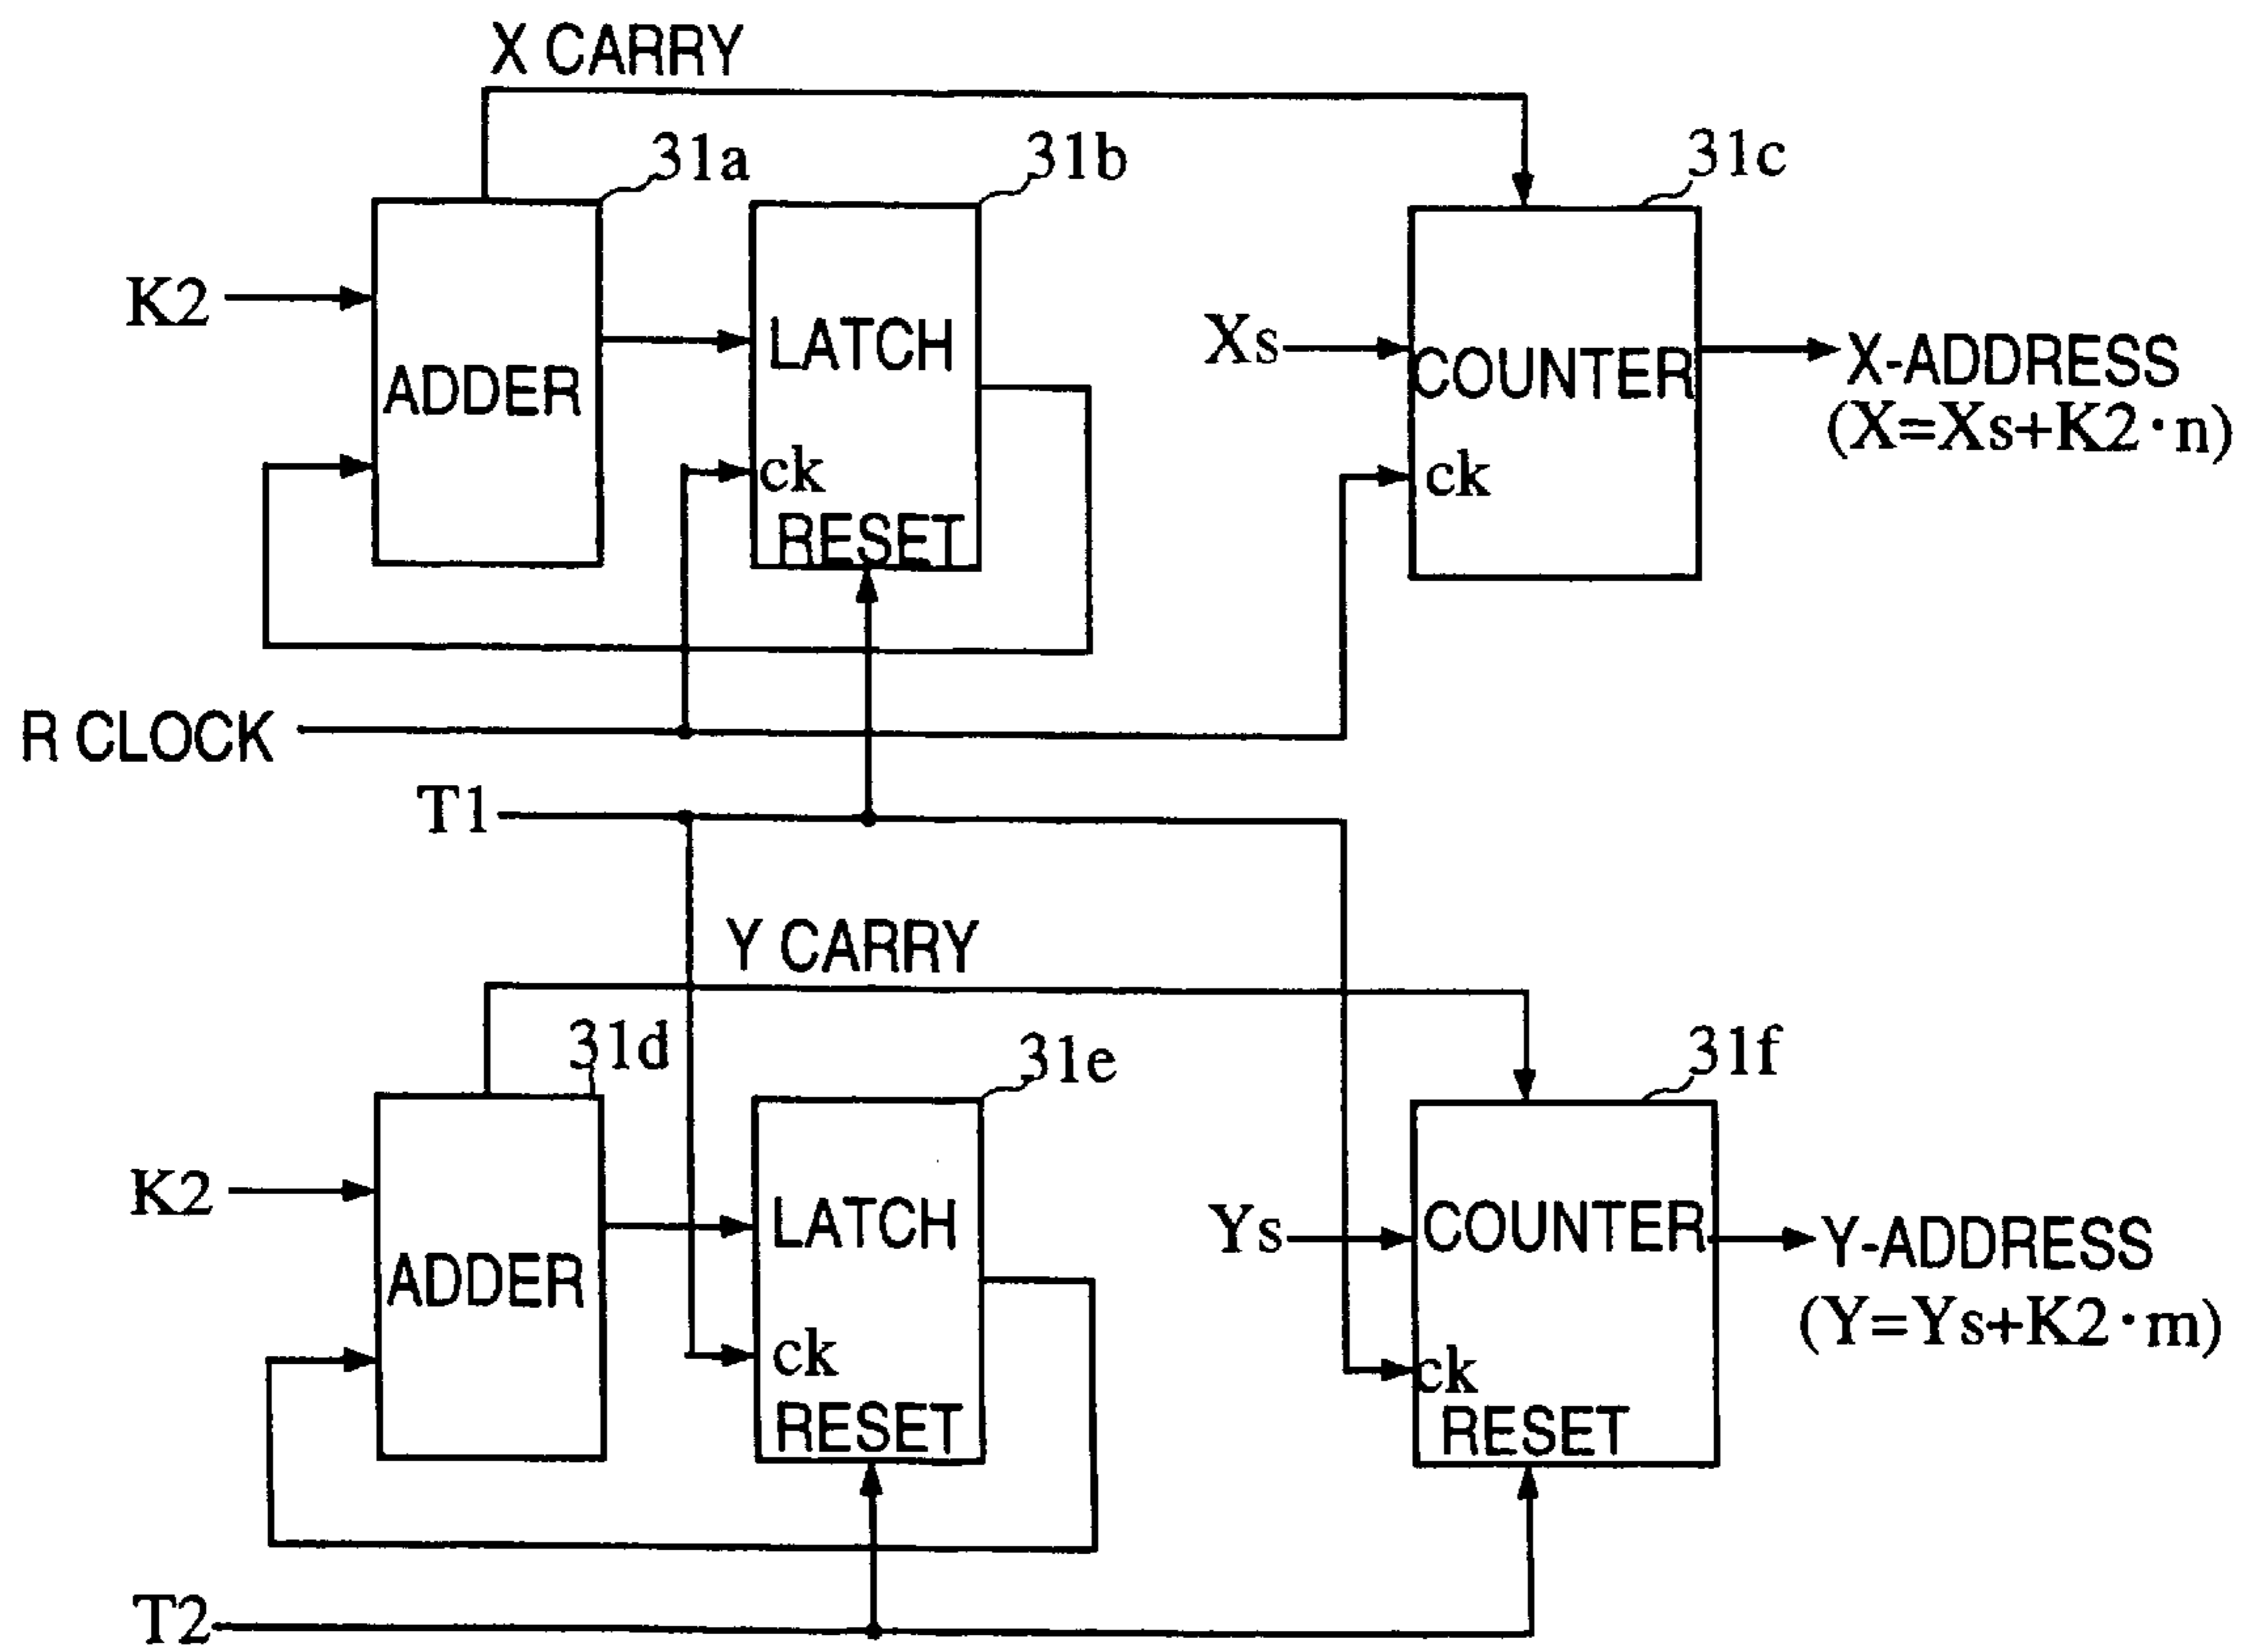 X CARRY
31a
31b
31c
K2
ADDER
LATCH
ck
RESET
Xs
COUNTER
ck
X-ADDRESS
(X=Xs+K2·n)
R CLOCK
T1
Y CARRY
31d
31e
31f
K2
ADDER
LATCH
ck
RESET
Ys
COUNTER
ck
RESET
Y-ADDRESS
(Y=Ys+K2·m)
T2